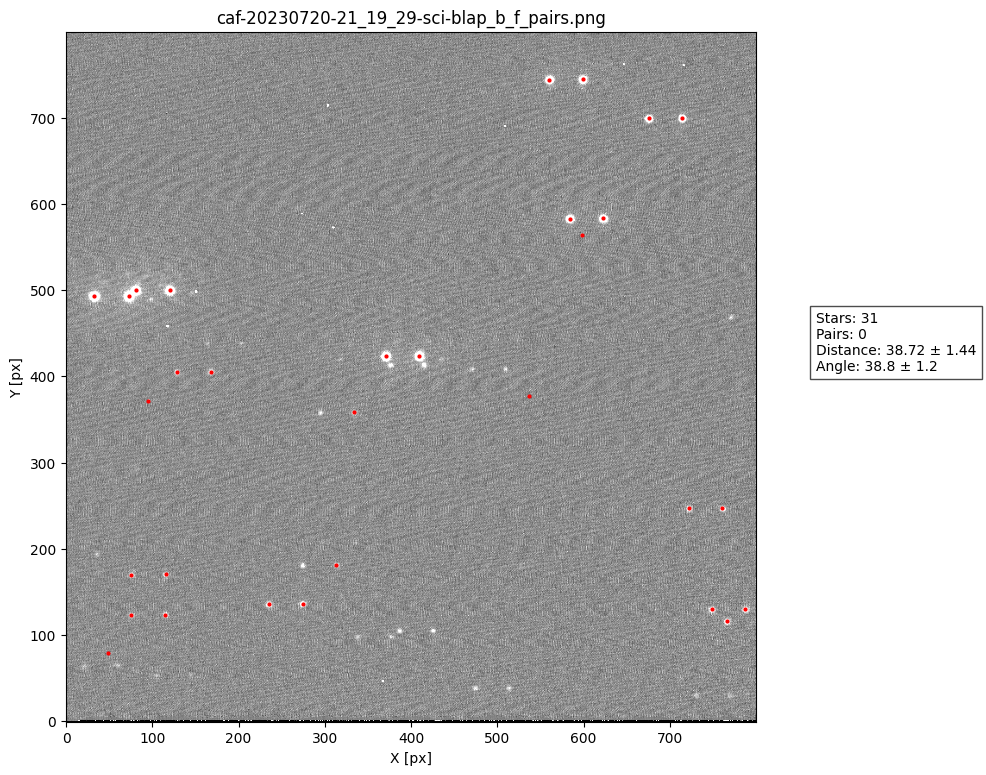 caf-20230720-21_19_29-sci-blap_b_f_pairs.png
700
600
500
400
300
200
100
0
Y [px]
0 100 200 300 400 500 600 700
X [px]
Stars: 31
Pairs: 0
Distance: 38.72 ± 1.44
Angle: 38.8 ± 1.2